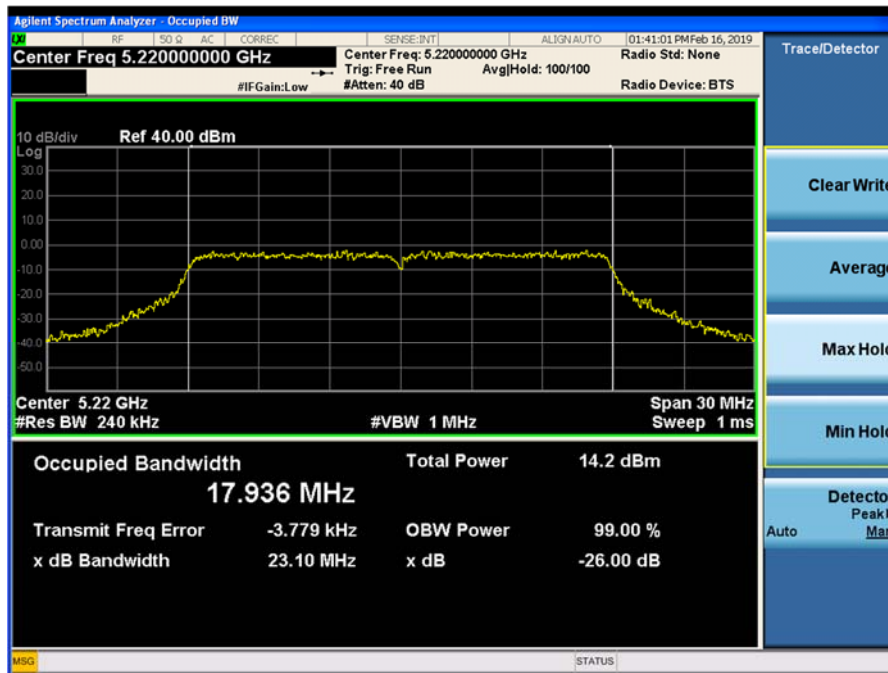 Agilent Spectrum Analyzer - Occupied BW
LXI RF 50 Ω AC CORREC SENSE:INT ALIGN AUTO 01:41:01 PM Feb 16, 2019
Center Freq 5.220000000 GHz
Center Freq: 5.220000000 GHz
Radio Std: None
Trig: Free Run Avg|Hold: 100/100
#IFGain:Low
#Atten: 40 dB
Radio Device: BTS
Trace/Detector
10 dB/div Ref 40.00 dBm
Log
30.0
20.0
10.0
0.00
-10.0
-20.0
-30.0
-40.0
-50.0
Center 5.22 GHz Span 30 MHz
#Res BW 240 kHz #VBW 1 MHz Sweep 1 ms
Occupied Bandwidth Total Power 14.2 dBm
17.936 MHz
Transmit Freq Error -3.779 kHz OBW Power 99.00 %
x dB Bandwidth 23.10 MHz x dB -26.00 dB
Clear Write
Average
Max Hold
Min Hold
Detecto
Peak
Auto Man
MSG STATUS